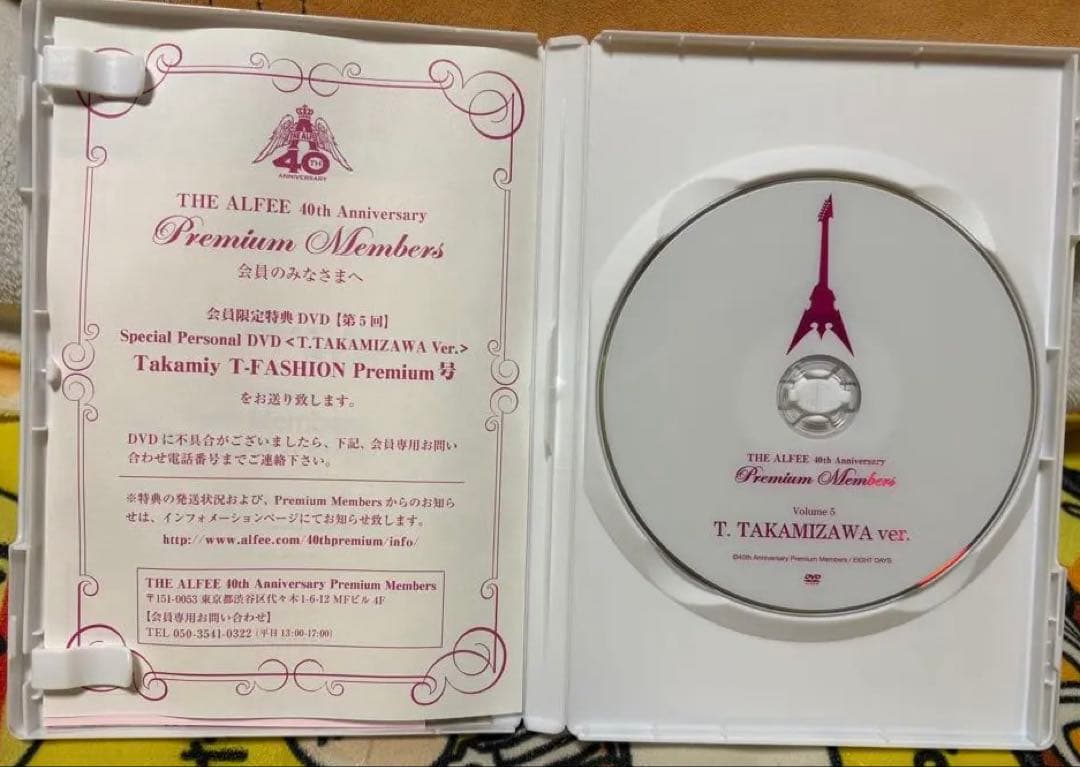 THE ALFEE
A
40TH
ANNIVERSARY
THE ALFEE 40th Anniversary
Premium Members
会員のみなさまへ
会員限定特典 DVD【第5回】
Special Personal DVD <T.TAKAMIZAWA Ver.>
Takamiy T-FASHION Premium号
をお送り致します。
DVDに不具合がございましたら、下記、会員専用お問い
合わせ電話番号までご連絡下さい。
※特典の発送状況および、Premium Membersからのお知ら
せは、インフォメーションページにてお知らせ致します。
http://www.alfee.com/40thpremium/info/
THE ALFEE 40th Anniversary Premium Members
〒151-0053 東京都渋谷区代々木1-6-12 MFビル 4F
【会員専用お問い合わせ】
TEL 050-3541-0322 (平日 13:00-17:00)
THE ALFEE 40th Anniversary
Premium Members
Volume 5
T. TAKAMIZAWA ver.
©40th Anniversary Premium Members / EIGHT DAYS
DVD